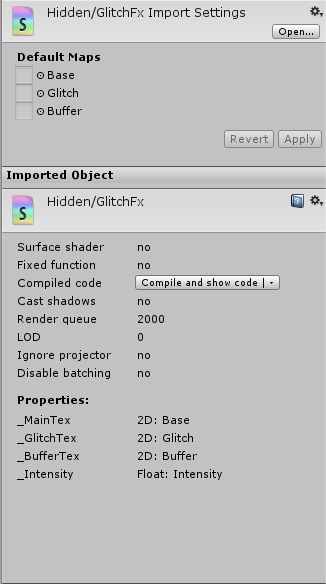 Hidden/GlitchFx Import Settings
Open...
Default Maps
Base
Glitch
Buffer
Revert Apply
Imported Object
Hidden/GlitchFx
Surface shader no
Fixed function no
Compiled code Compile and show code
Cast shadows no
Render queue 2000
LOD 0
Ignore projector no
Disable batching no
Properties:
_MainTex 2D: Base
_GlitchTex 2D: Glitch
_BufferTex 2D: Buffer
_Intensity Float: Intensity